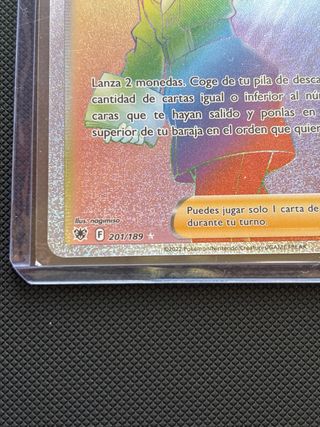 Lanza 2 monedas. Coge de tu pila de desca
cantidad de cartas igual o inferior al nú
caras que te hayan salido y ponlas en
superior de tu baraja en el orden que quier
Puedes jugar solo 1 carta de
durante tu turno.
Illus. nagimiso
F 201/189
©2022 Pokémon/Nintendo/Creatures/GAME FREAK